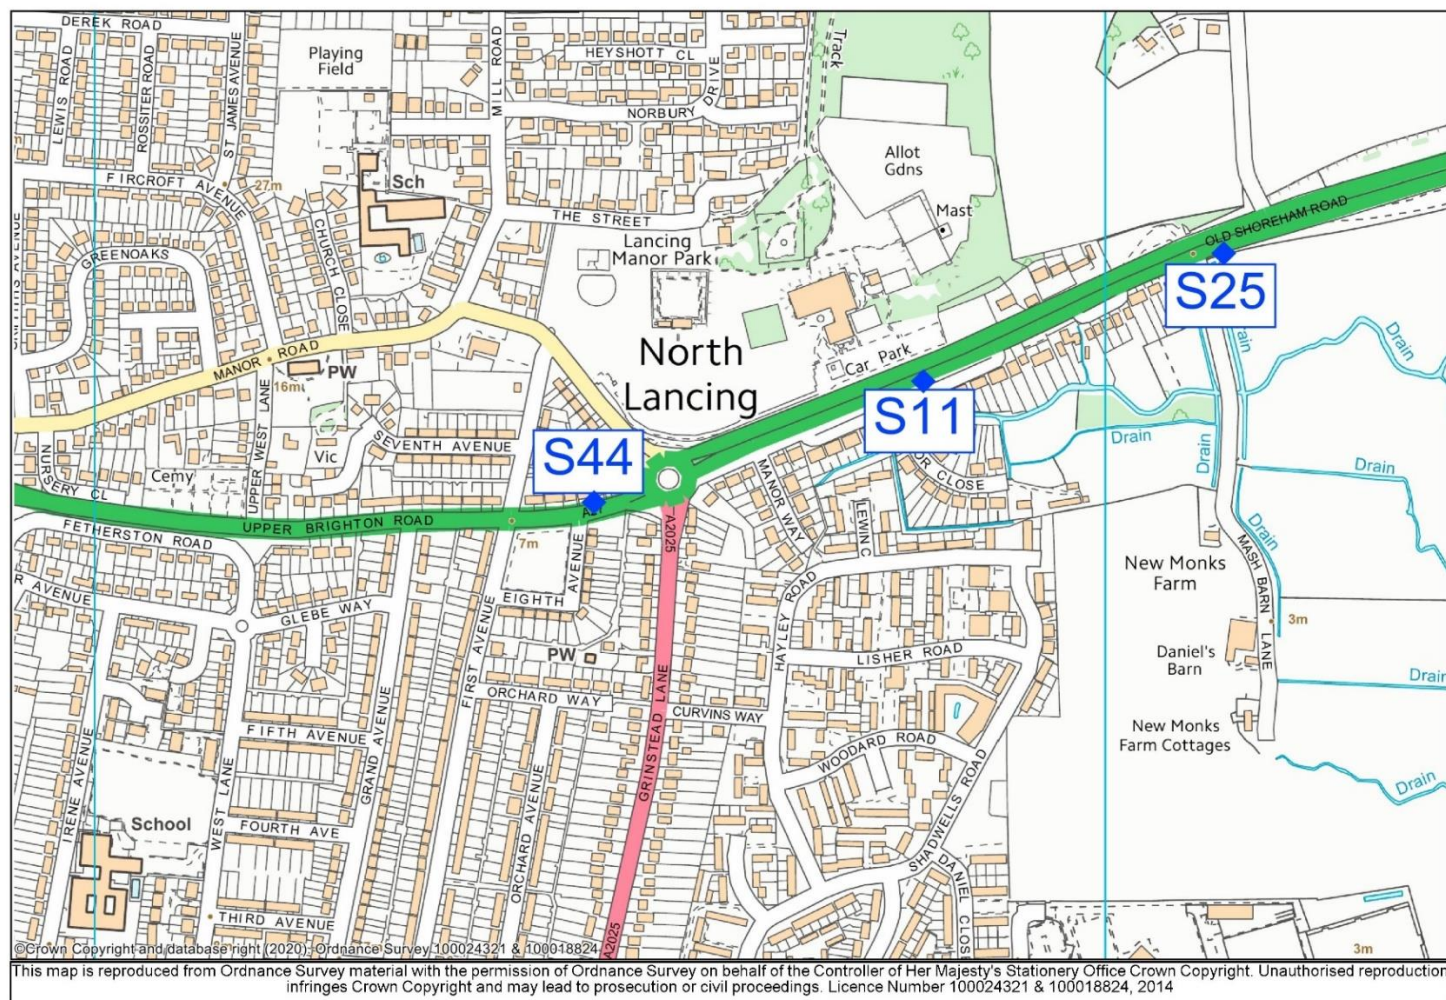 DEREK ROAD
LEWIS ROAD
ROSSITER ROAD
ST JAMES AVENUE
Playing
Field
MILL ROAD
HEYSHOTT CL
NORBURY DRIVE
Track
Allot
Gdns
Mast
FIRCROFT AVENUE
27m
Sch
THE STREET
Lancing
Manor Park
CHURCH CLOSE
GREENOAKS
OLD SHOREHAM ROAD
S25
MANOR ROAD
16m
PW
North
Lancing
Car Park
S11
Drain
Drain
Drain
Drain
Drain
UPPER WEST LANE
Vic
SEVENTH AVENUE
S44
Cemy
NURSERY CL
MANOR WAY
OR CLOSE
LEWIN C
UPPER BRIGHTON ROAD
7m
A2025
FETHERSTON ROAD
R AVENUE
GLEBE WAY
EIGHTH AVENUE
FIRST AVENUE
PW
HAYLEY ROAD
LISHER ROAD
New Monks
Farm
Drain
MASH BARN LANE
3m
Daniel's
Barn
Drain
New Monks
Farm Cottages
Drain
ORCHARD WAY
CURVINS WAY
GRINSTEAD LANE
WOODARD ROAD
SHADWELLS ROAD
DANIEL CLOSE
FIFTH AVENUE
GRAND AVENUE
IRENE AVENUE
WEST LANE
School
FOURTH AVE
ORCHARD AVENUE
THIRD AVENUE
A2025
3m
©Crown Copyright and database right (2020); Ordnance Survey 100024321 & 100018824
This map is reproduced from Ordnance Survey material with the permission of Ordnance Survey on behalf of the Controller of Her Majesty's Stationery Office Crown Copyright. Unauthorised reproduction
infringes Crown Copyright and may lead to prosecution or civil proceedings. Licence Number 100024321 & 100018824, 2014